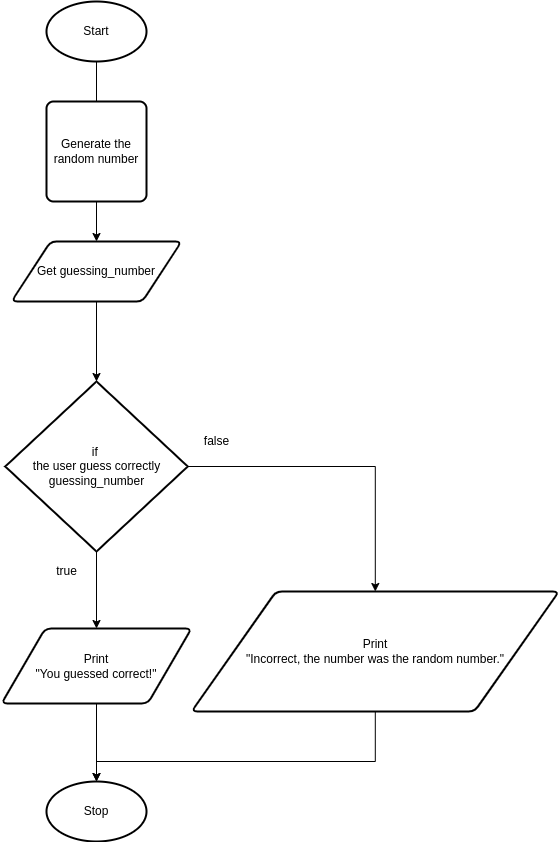 Start
Generate the
random number
Get guessing_number
if
the user guess correctly
guessing_number
false
true
Print
"You guessed correct!"
Print
"Incorrect, the number was the random number."
Stop